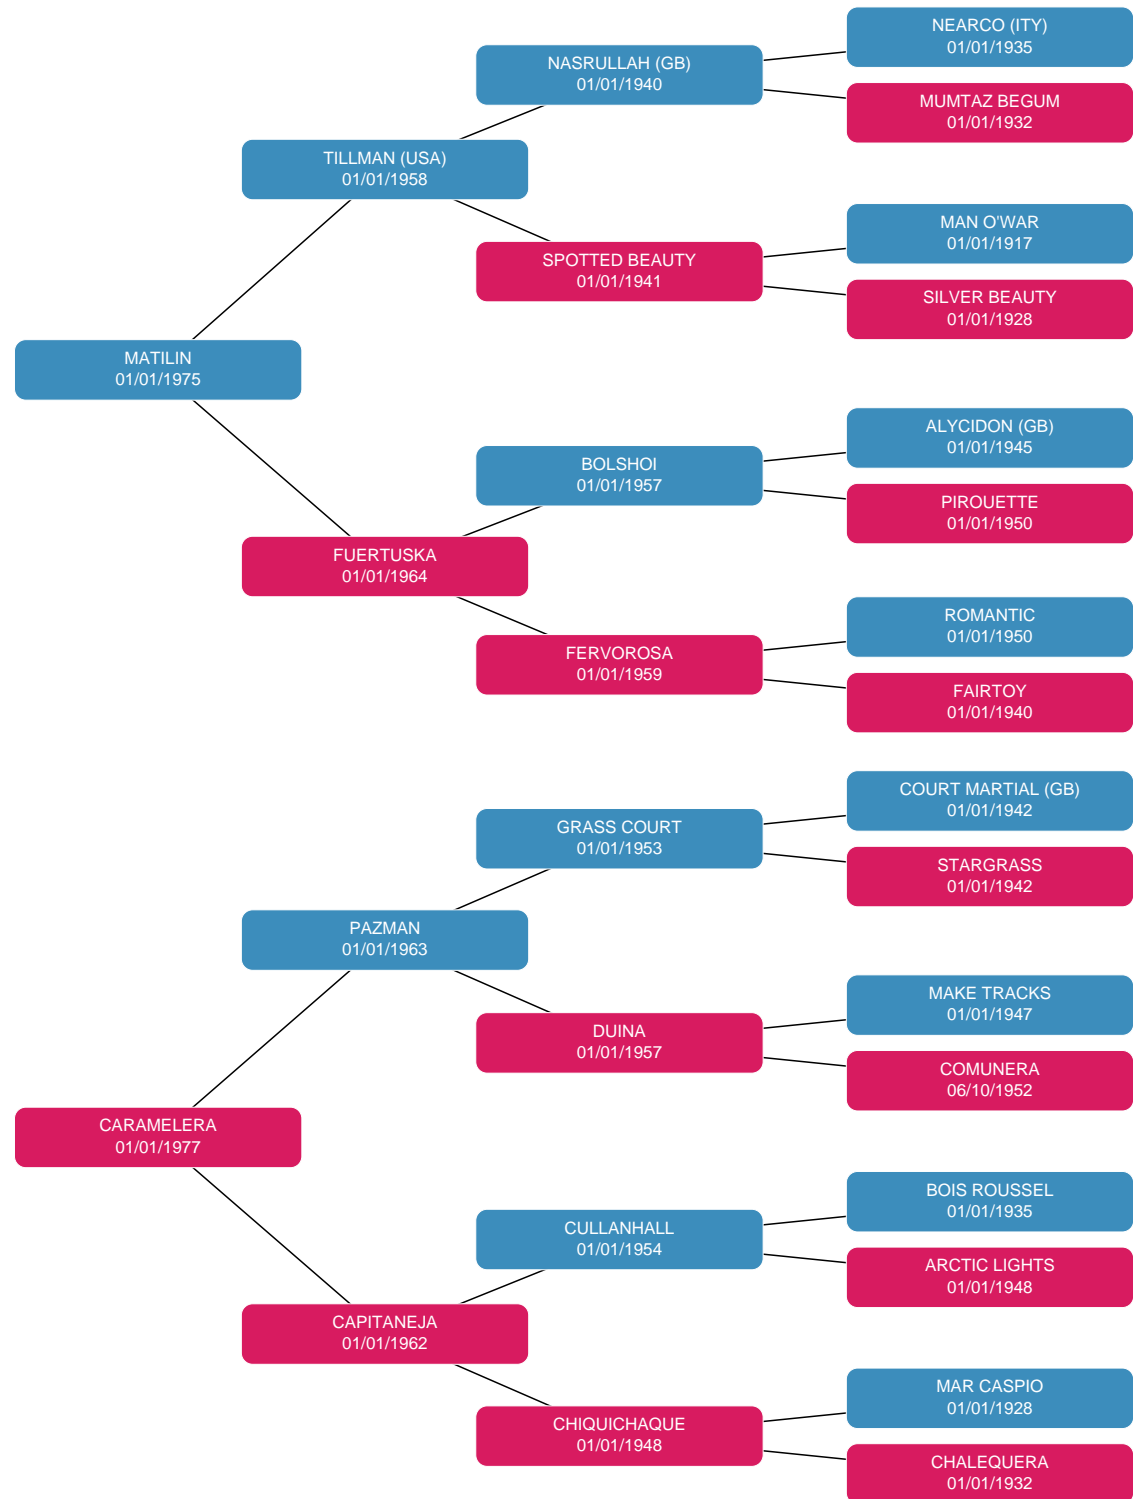 NEARCO (ITY)
01/01/1935
NASRULLAH (GB)
01/01/1940
MUMTAZ BEGUM
01/01/1932
TILLMAN (USA)
01/01/1958
MAN O'WAR
01/01/1917
SPOTTED BEAUTY
01/01/1941
SILVER BEAUTY
01/01/1928
MATILIN
01/01/1975
ALYCIDON (GB)
01/01/1945
BOLSHOI
01/01/1957
PIROUETTE
01/01/1950
FUERTUSKA
01/01/1964
ROMANTIC
01/01/1950
FERVOROSA
01/01/1959
FAIRTOY
01/01/1940
COURT MARTIAL (GB)
01/01/1942
GRASS COURT
01/01/1953
STARGRASS
01/01/1942
PAZMAN
01/01/1963
MAKE TRACKS
01/01/1947
DUINA
01/01/1957
COMUNERA
06/10/1952
CARAMELERA
01/01/1977
BOIS ROUSSEL
01/01/1935
CULLANHALL
01/01/1954
ARCTIC LIGHTS
01/01/1948
CAPITANEJA
01/01/1962
MAR CASPIO
01/01/1928
CHIQUICHAQUE
01/01/1948
CHALEQUERA
01/01/1932